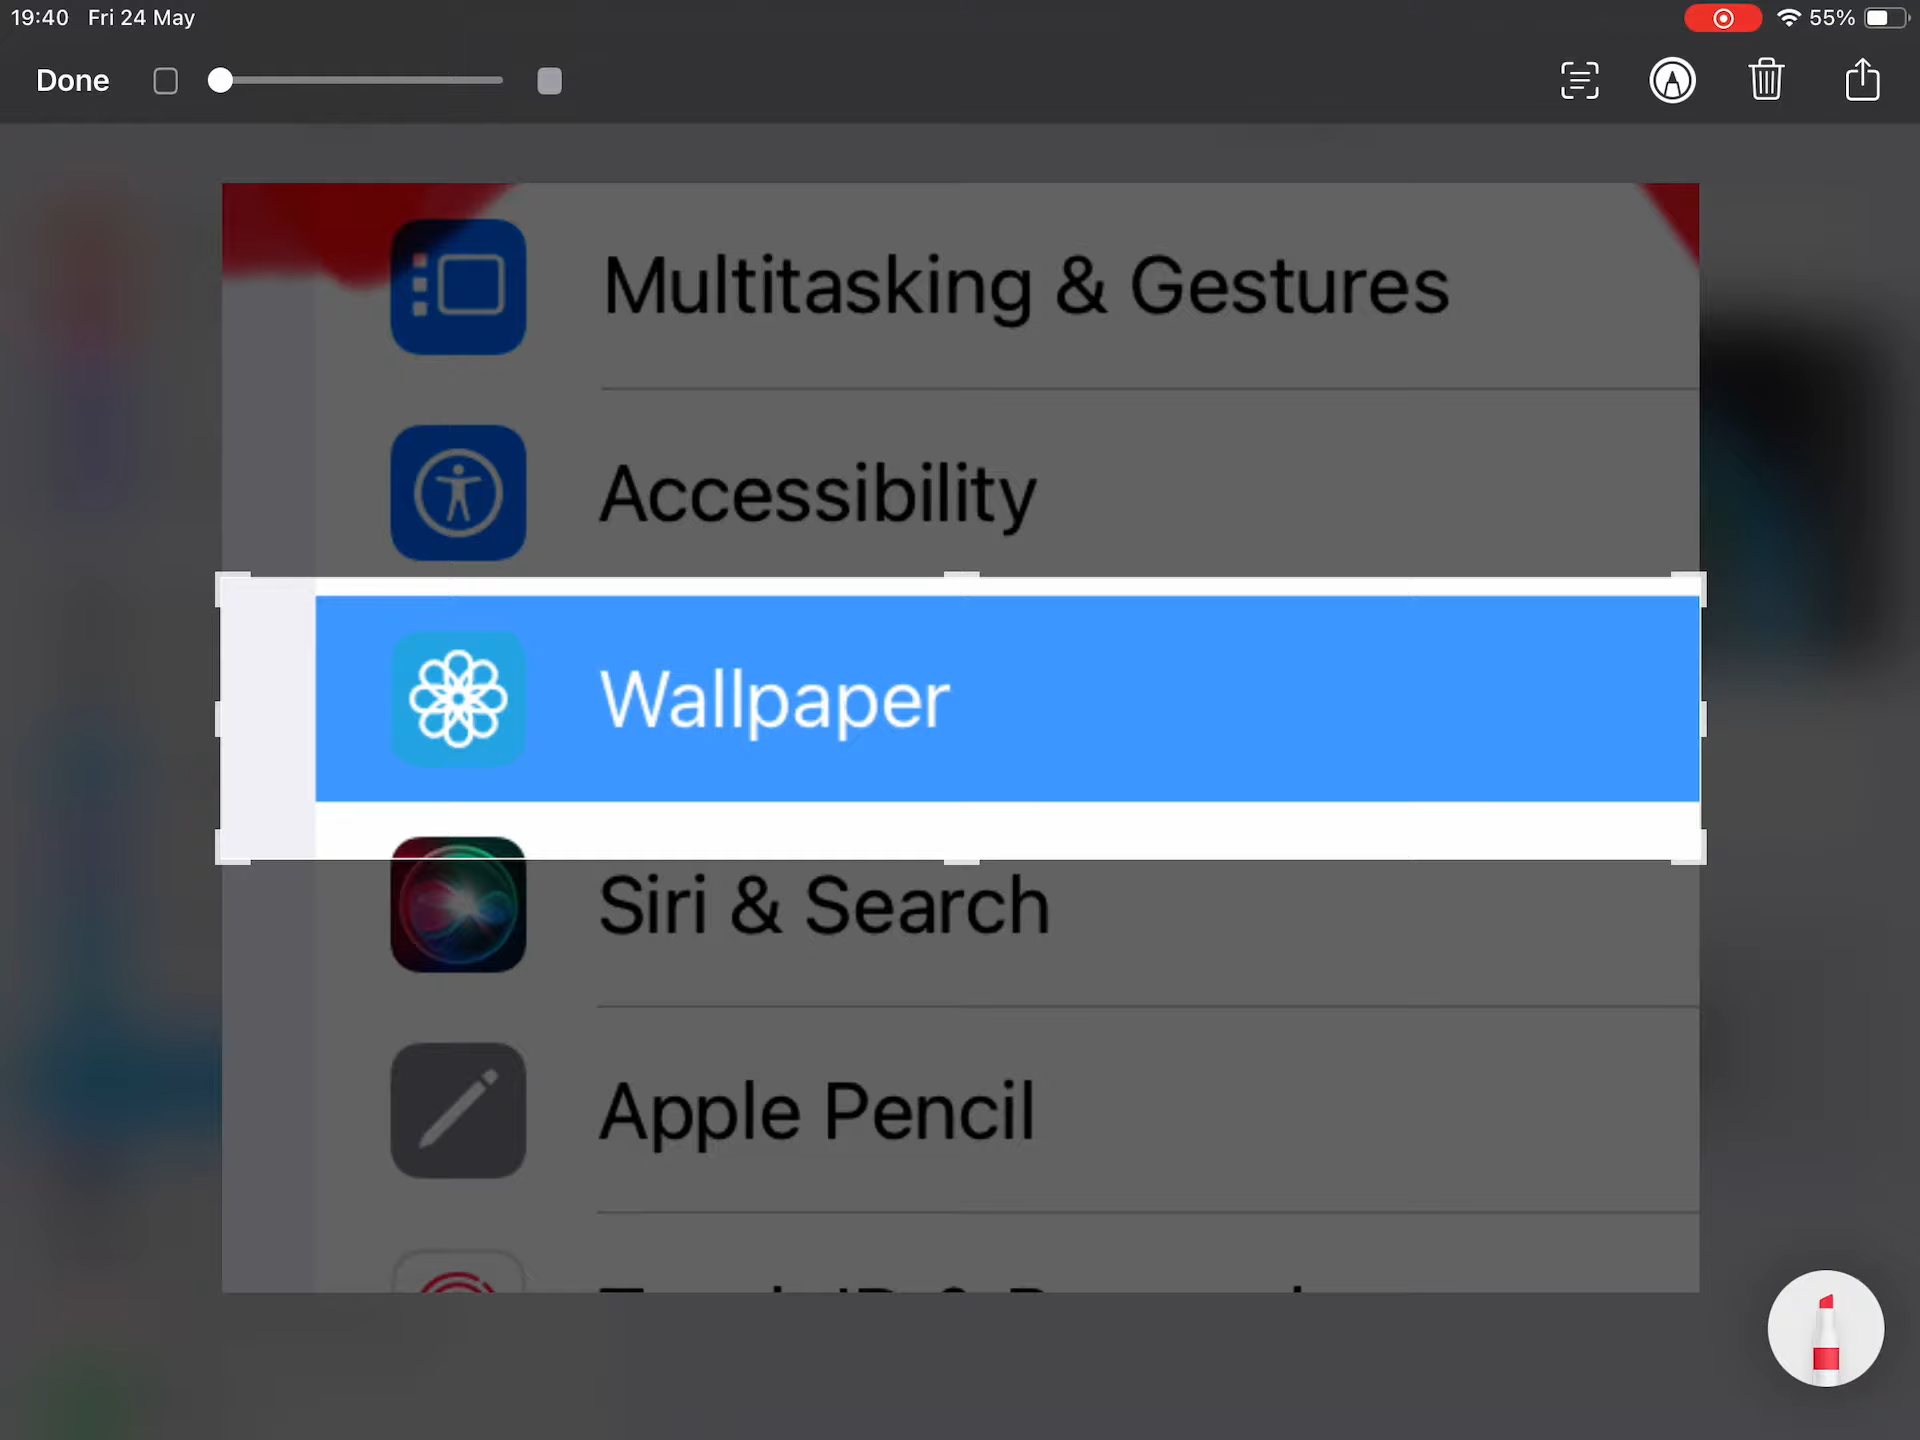 19:40 Fri 24 May
55%
Done
Multitasking & Gestures
Accessibility
Wallpaper
Siri & Search
Apple Pencil